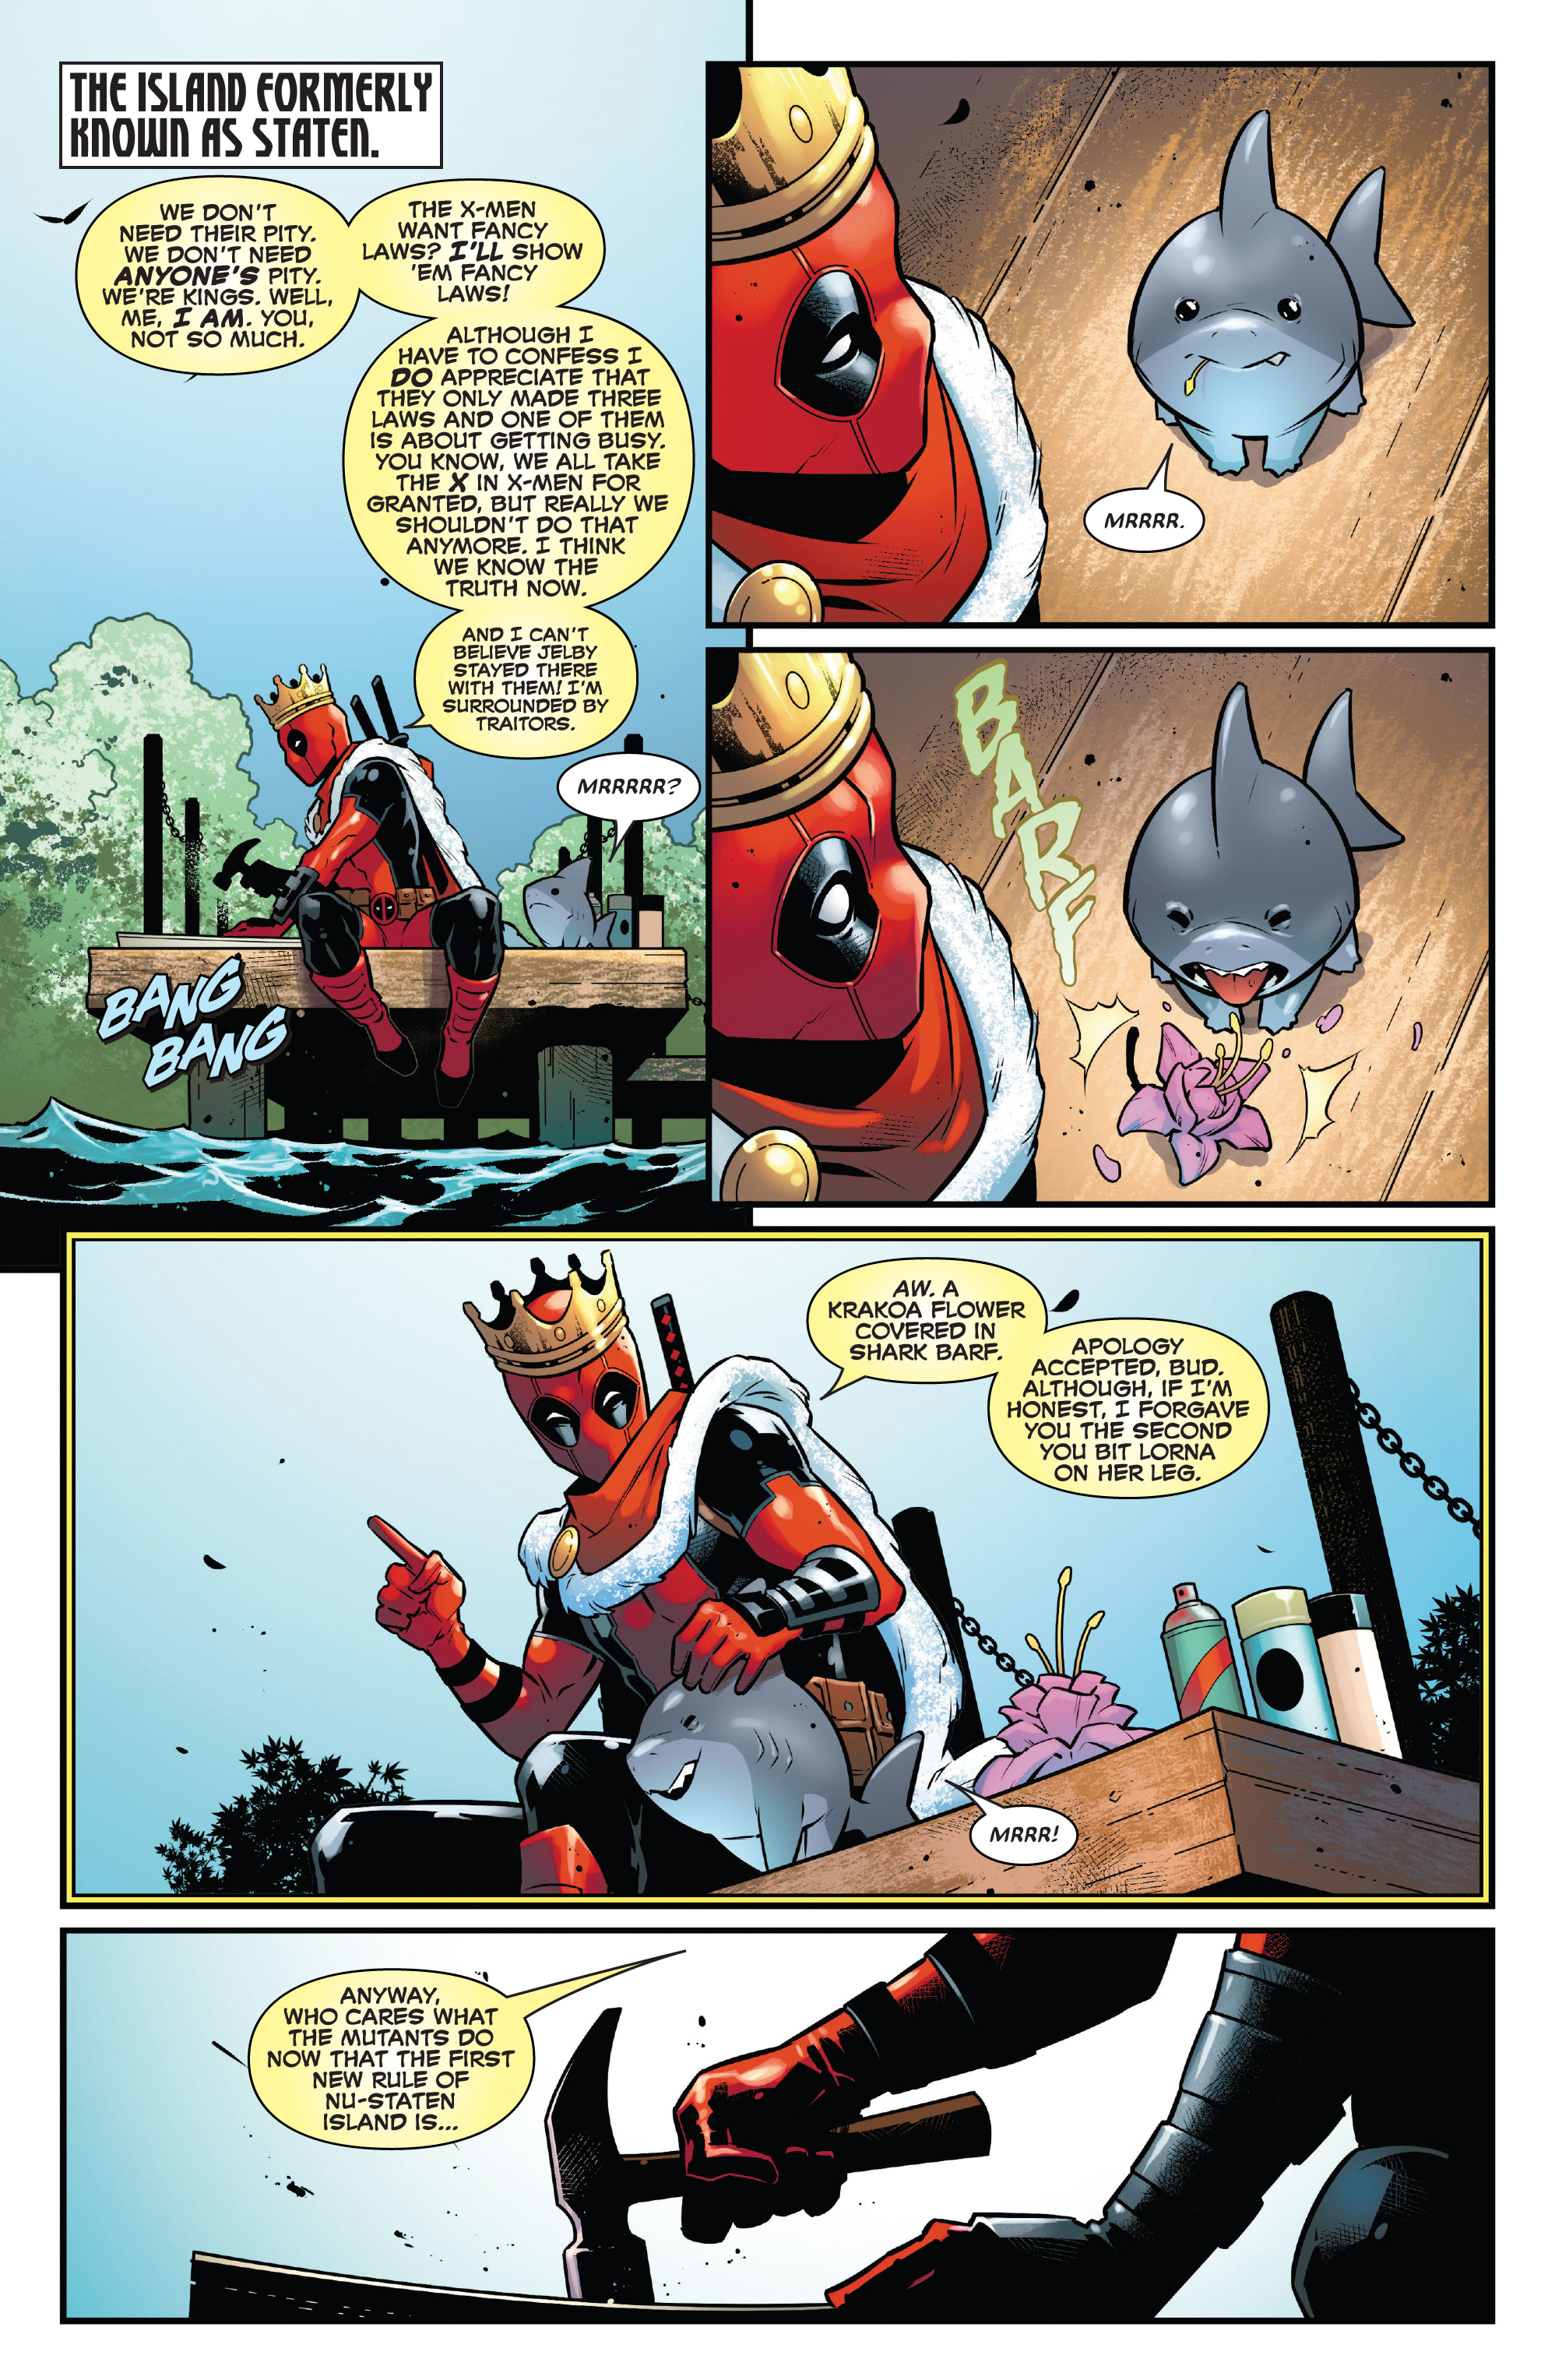 THE ISLAND FORMERLY
KNOWN AS STATEN.
WE DON'T
NEED THEIR PITY.
WE DON'T NEED
ANYONE'S PITY.
WE'RE KINGS. WELL,
ME, I AM. YOU,
NOT SO MUCH.
THE X-MEN
WANT FANCY
LAWS? I'LL SHOW
'EM FANCY
LAWS!
ALTHOUGH I
HAVE TO CONFESS I
DO APPRECIATE THAT
THEY ONLY MADE THREE
LAWS AND ONE OF THEM
IS ABOUT GETTING BUSY.
YOU KNOW, WE ALL TAKE
THE X IN X-MEN FOR
GRANTED, BUT REALLY WE
SHOULDN'T DO THAT
ANYMORE. I THINK
WE KNOW THE
TRUTH NOW.
AND I CAN'T
BELIEVE JELBY
STAYED THERE
WITH THEM! I'M
SURROUNDED BY
TRAITORS.
MRRRRR?
BANG
BANG
MRRRR.
BARF
AW. A
KRAKOA FLOWER
COVERED IN
SHARK BARF.
APOLOGY
ACCEPTED, BUD.
ALTHOUGH, IF I'M
HONEST, I FORGAVE
YOU THE SECOND
YOU BIT LORNA
ON HER LEG.
MRRR!
ANYWAY,
WHO CARES WHAT
THE MUTANTS DO
NOW THAT THE FIRST
NEW RULE OF
NU-STATEN
ISLAND IS...